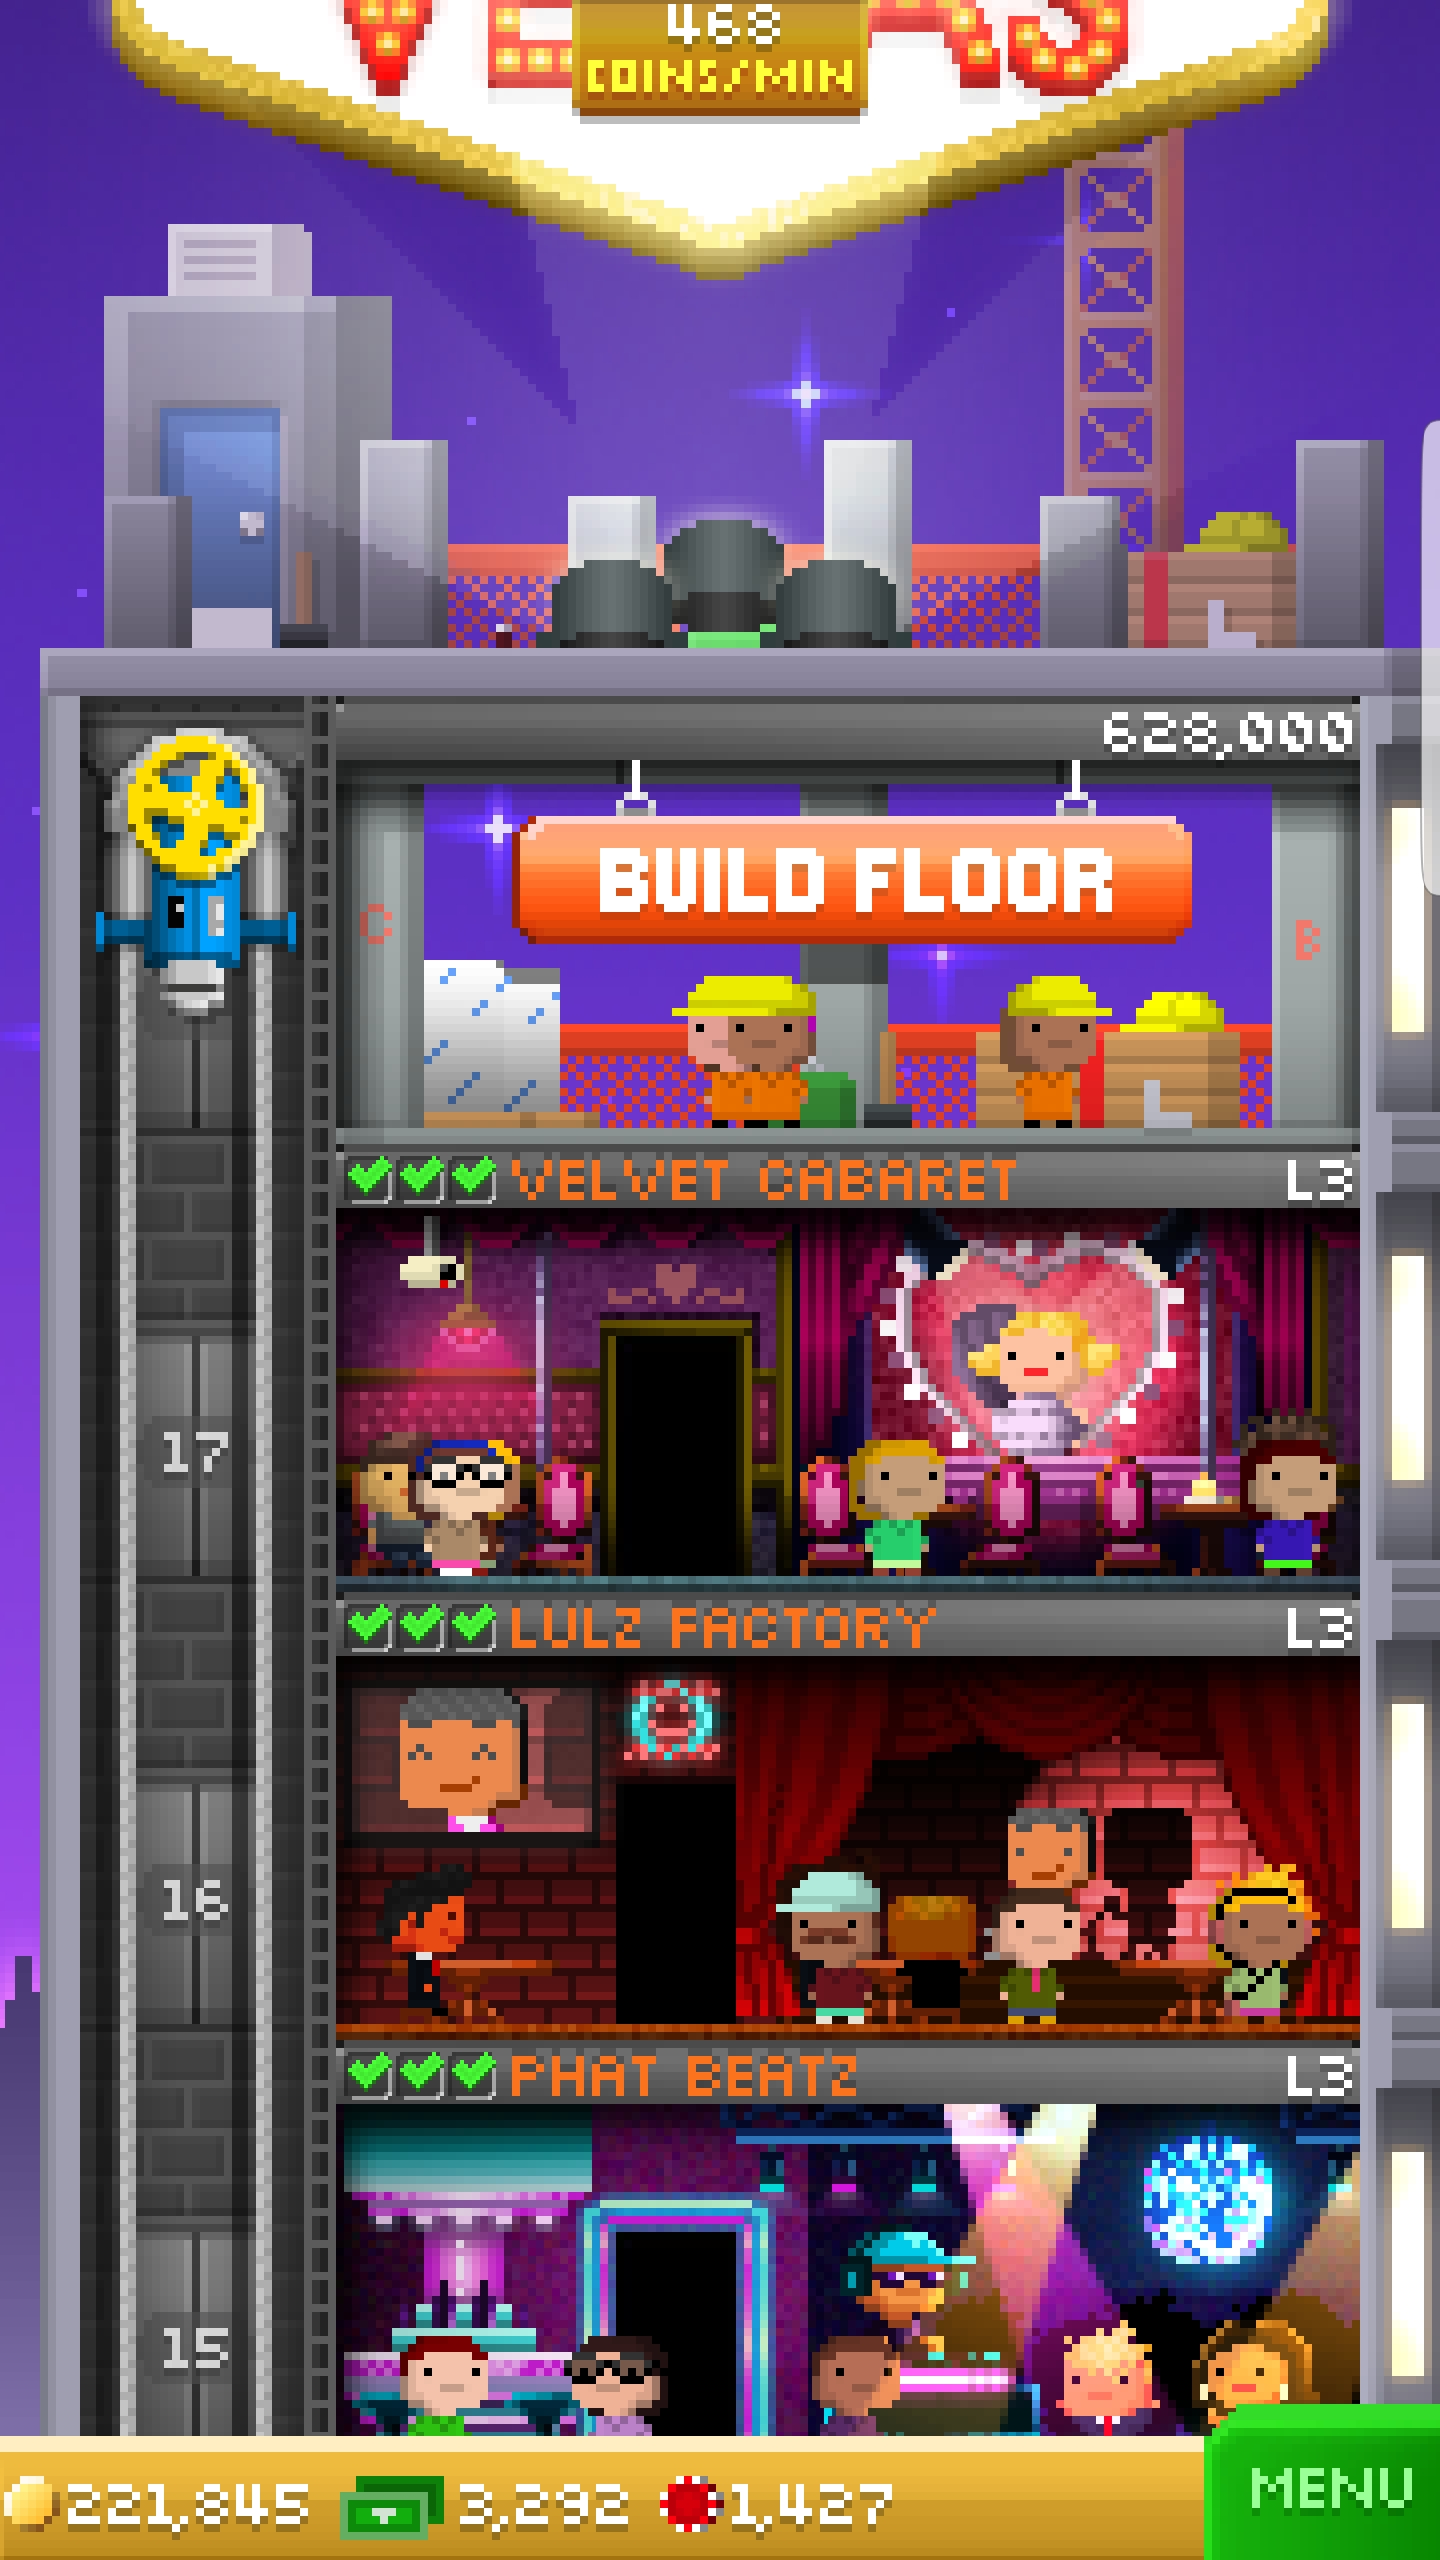 VEGAS
468
COINS/MIN
628,000
BUILD FLOOR
C
B
VELVET CABARET L3
17
LULZ FACTORY L3
16
PHAT BEATZ L3
15
221,845 3,292 1,427
MENU